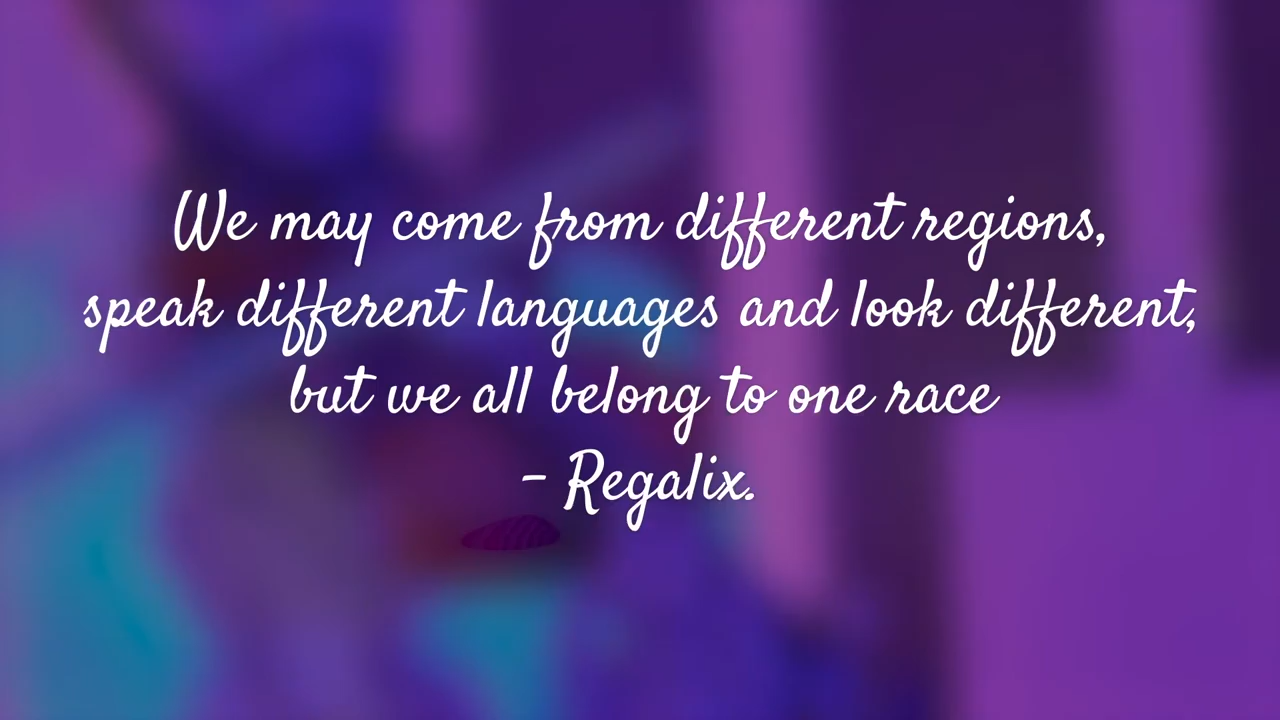 We may come from different regions,
speak different languages and look different,
but we all belong to one race
- Regalix.